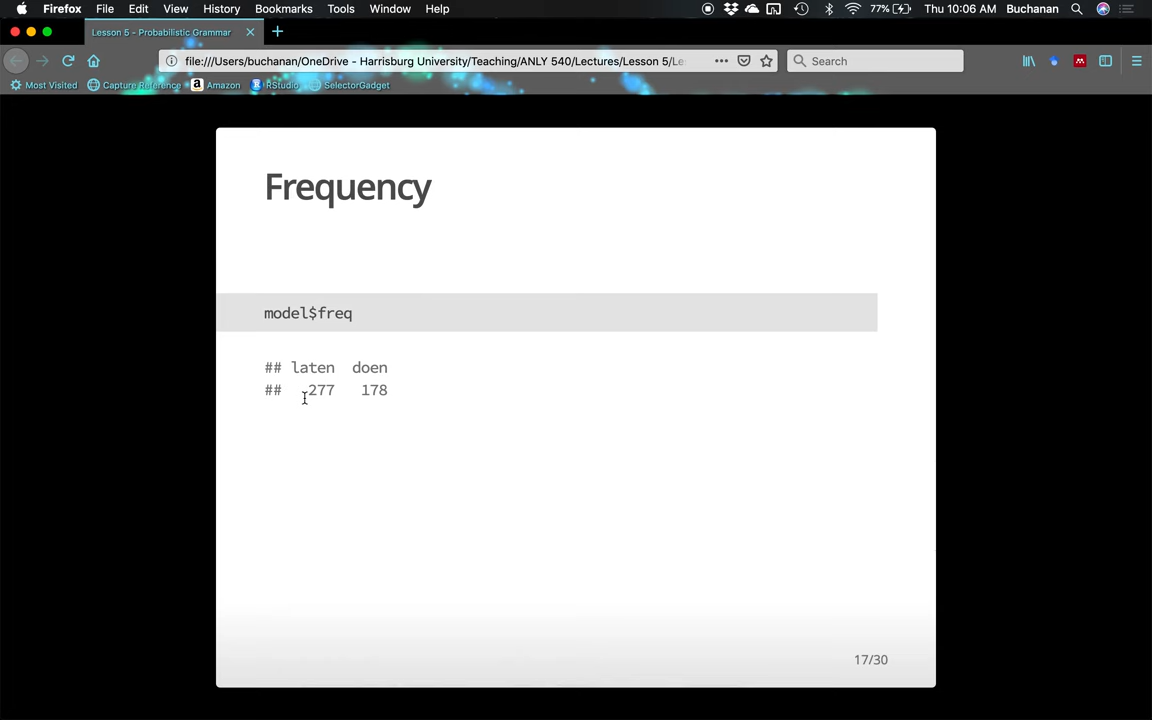 Firefox File Edit View History Bookmarks Tools Window Help 77% Thu 10:06 AM Buchanan
Lesson 5 - Probabilistic Grammar
file:///Users/buchanan/OneDrive - Harrisburg University/Teaching/ANLY 540/Lectures/Lesson 5/Le Search
Most Visited Capture Reference Amazon RStudio SelectorGadget
Frequency
model$freq
## laten doen
## 277 178
17/30